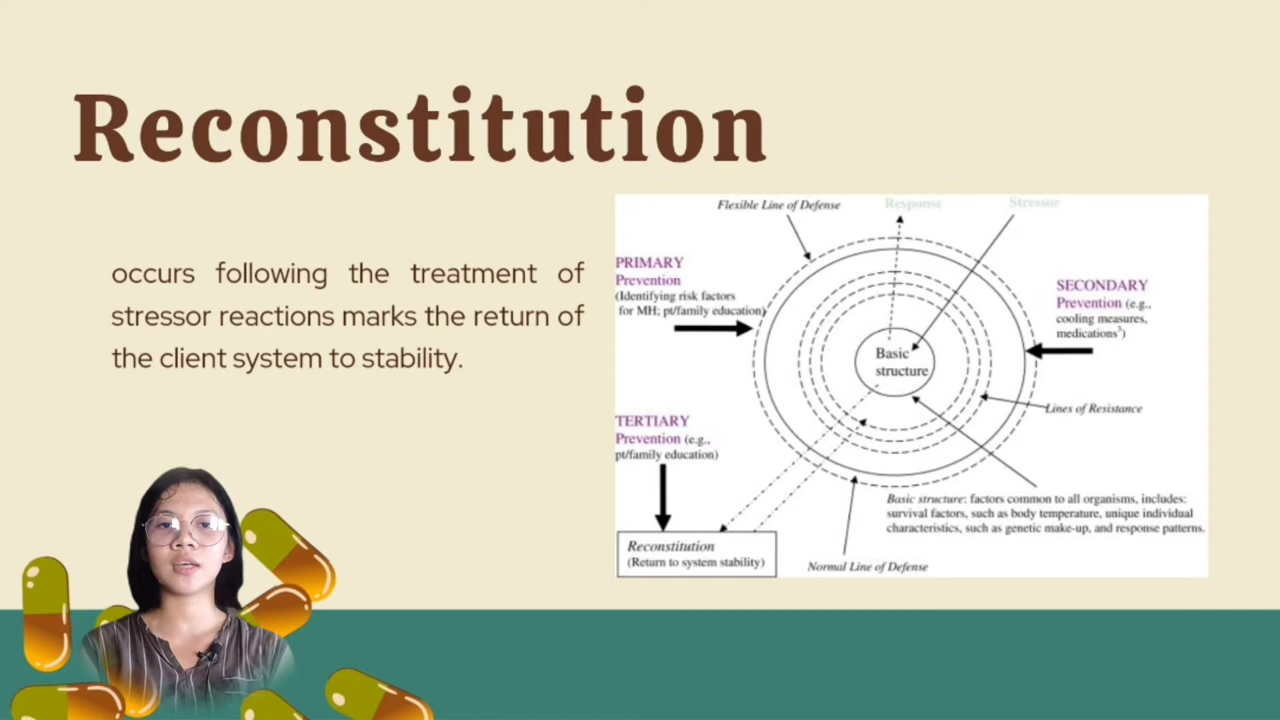 Reconstitution
occurs following the treatment of
stressor reactions marks the return of
the client system to stability.
Flexible Line of Defense
Response
Stressor
PRIMARY
Prevention
(Identifying risk factors
for MH; pt/family education)
SECONDARY
Prevention (e.g.,
cooling measures,
medications³)
Basic
structure
Lines of Resistance
TERTIARY
Prevention (e.g.,
pt/family education)
Basic structure: factors common to all organisms, includes:
survival factors, such as body temperature, unique individual
characteristics, such as genetic make-up, and response patterns.
Reconstitution
(Return to system stability)
Normal Line of Defense